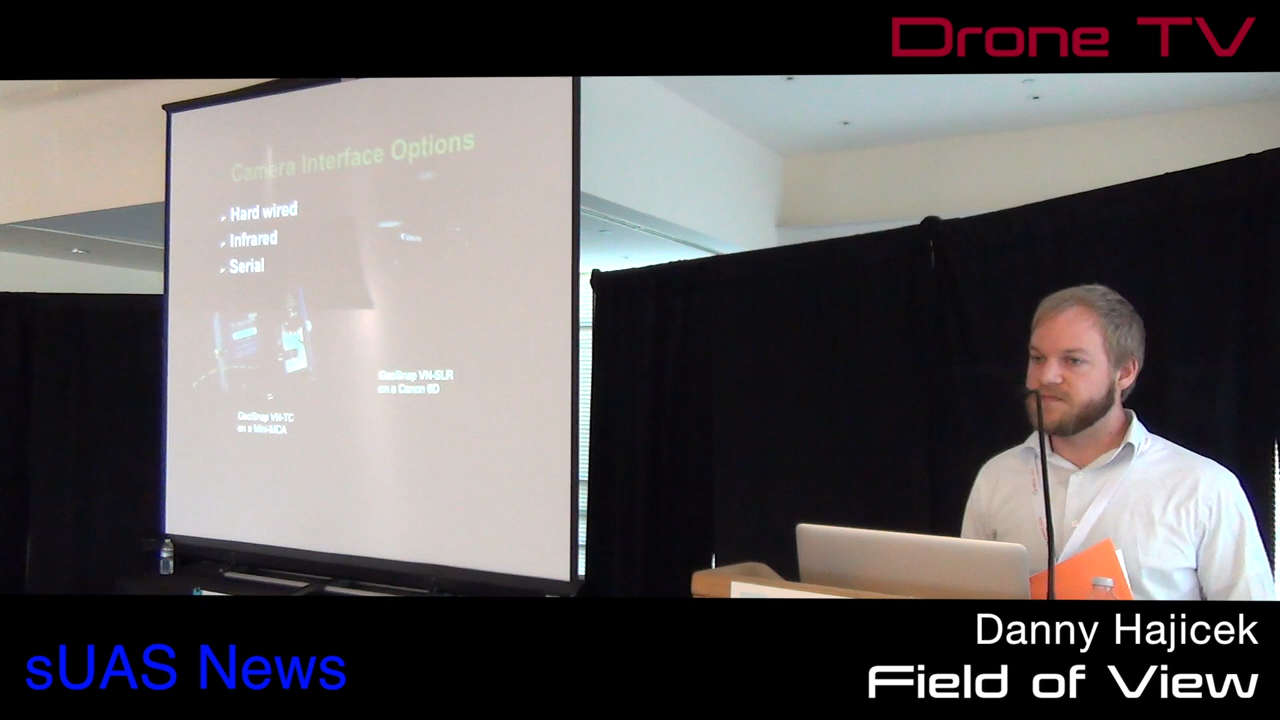 Drone TV
Camera Interface Options
Hard wired
Infrared
Serial
Canon
GeoSnap VN-SLR
on a Canon 6D
GeoSnap VN-TC
on a Mini-MCA
Danny Hajicek
sUAS News
Field of View